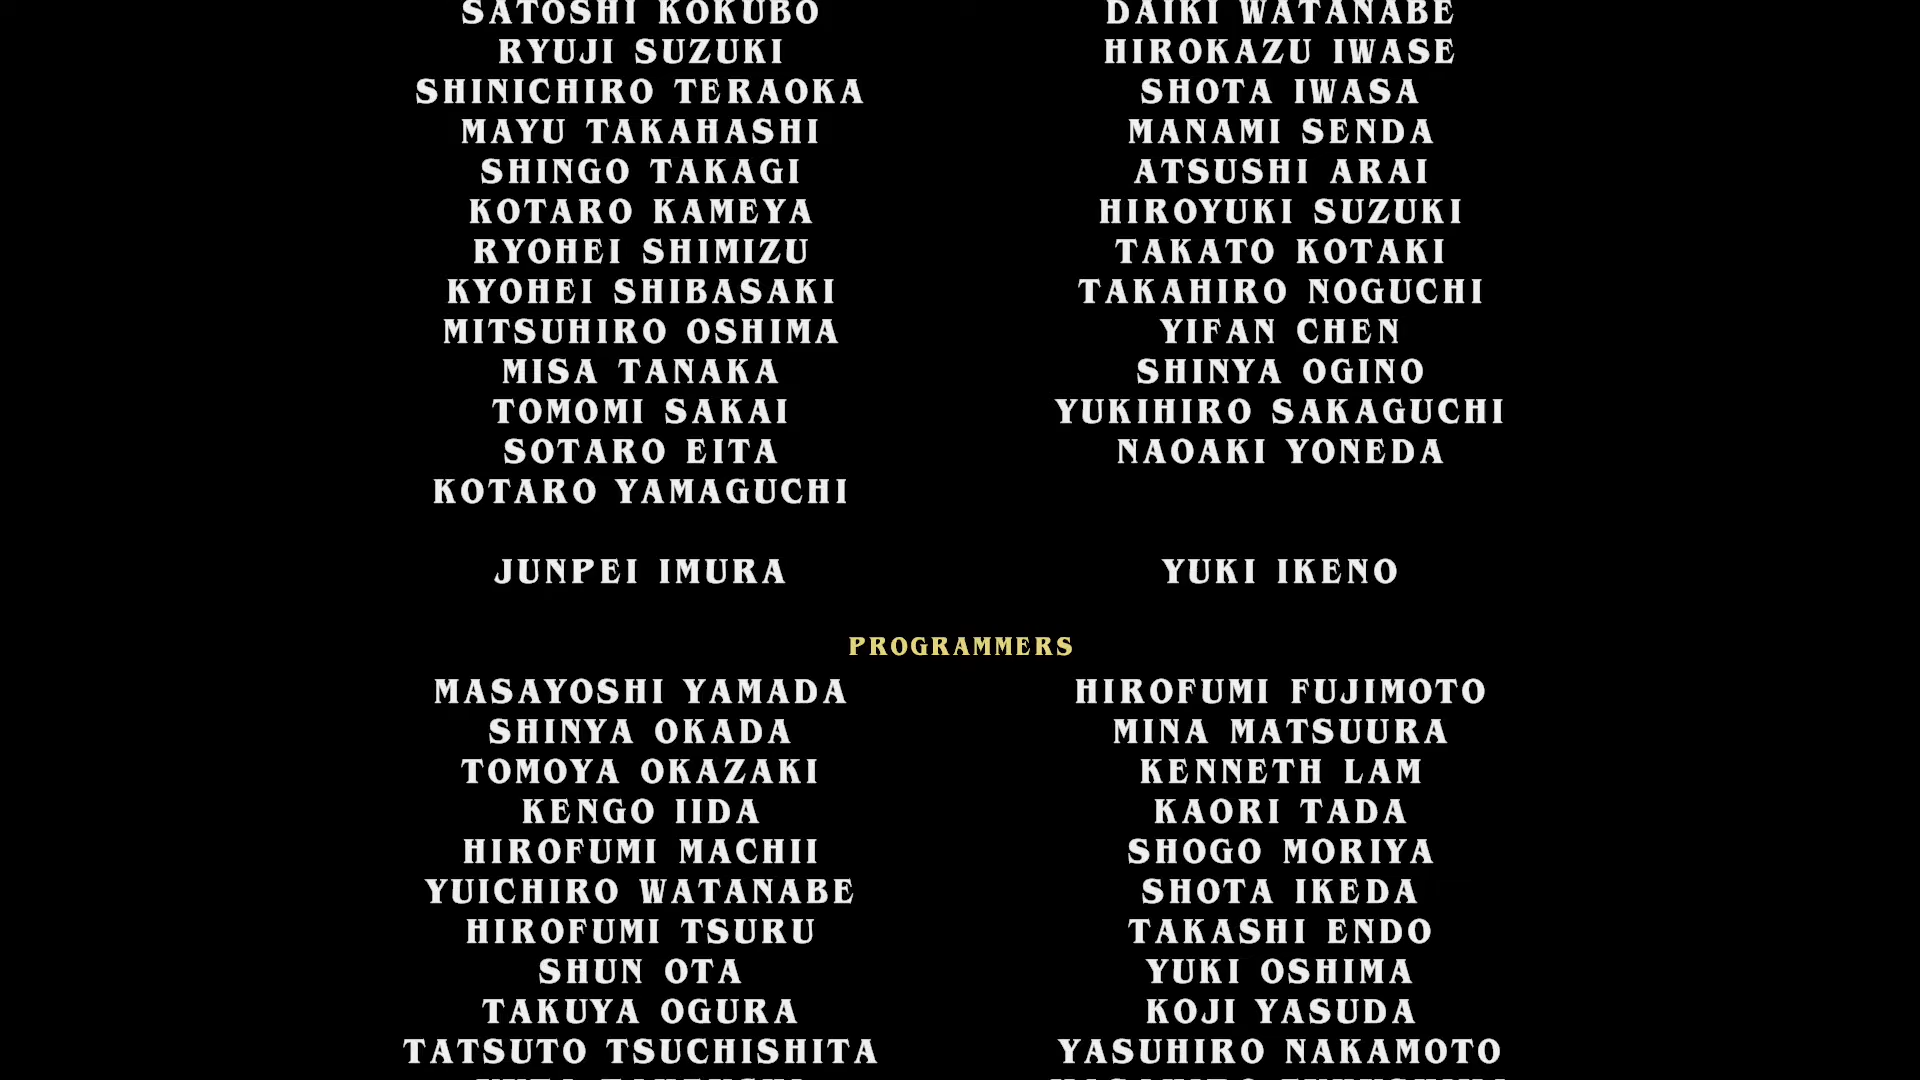 SATOSHI KOKUBO DAIKI WATANABE
RYUJI SUZUKI HIROKAZU IWASE
SHINICHIRO TERAOKA SHOTA IWASA
MAYU TAKAHASHI MANAMI SENDA
SHINGO TAKAGI ATSUSHI ARAI
KOTARO KAMEYA HIROYUKI SUZUKI
RYOHEI SHIMIZU TAKATO KOTAKI
KYOHEI SHIBASAKI TAKAHIRO NOGUCHI
MITSUHIRO OSHIMA YIFAN CHEN
MISA TANAKA SHINYA OGINO
TOMOMI SAKAI YUKIHIRO SAKAGUCHI
SOTARO EITA NAOAKI YONEDA
KOTARO YAMAGUCHI
JUNPEI IMURA YUKI IKENO
PROGRAMMERS
MASAYOSHI YAMADA HIROFUMI FUJIMOTO
SHINYA OKADA MINA MATSUURA
TOMOYA OKAZAKI KENNETH LAM
KENGO IIDA KAORI TADA
HIROFUMI MACHII SHOGO MORIYA
YUICHIRO WATANABE SHOTA IKEDA
HIROFUMI TSURU TAKASHI ENDO
SHUN OTA YUKI OSHIMA
TAKUYA OGURA KOJI YASUDA
TATSUTO TSUCHISHITA YASUHIRO NAKAMOTO